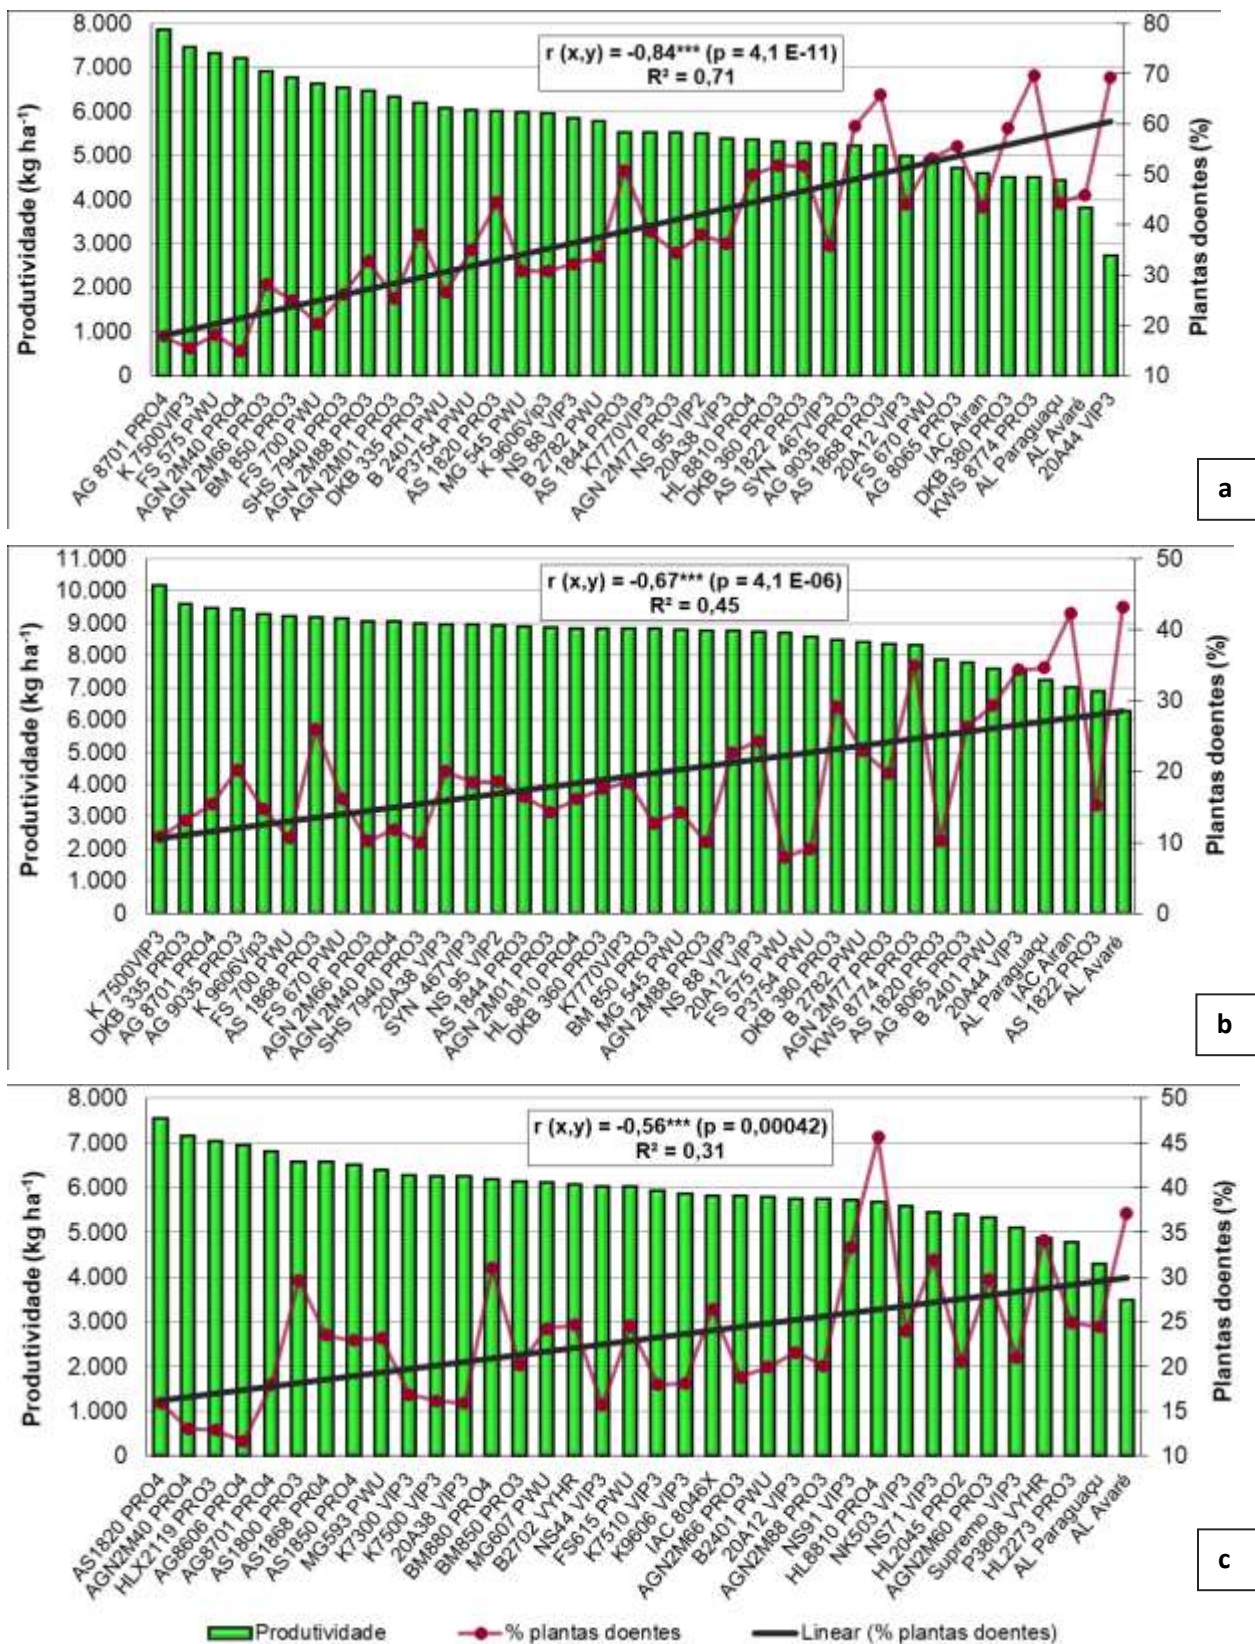 8.000
7.000
6.000
5.000
4.000
3.000
2.000
1.000
0
Produtividade (kg ha⁻¹)
r (x,y) = -0,84*** (p = 4,1 E-11)
R² = 0,71
80
70
60
50
40
30
20
10
Plantas doentes (%)
AG 8701 PRO4
K 7500VIP3
FS 575 PWU
AGN 2M40 PRO4
AGN 2M66 PRO3
BM 850 PRO3
FS 700 PWU
SHS 7940 PRO3
AGN 2M88 PRO3
AGN 2M01 PRO3
DKB 335 PRO3
B 2401 PWU
P3754 PWU
AS 1820 PRO3
MG 545 PWU
K 9606Vip3
NS 88 VIP3
B 2782 PWU
AS 1844 PRO3
K7770VIP3
AGN 2M77 PRO3
NS 95 VIP2
20A38 VIP3
HL 8810 PRO4
DKB 360 PRO3
AS 1822 PRO3
SYN 467VIP3
AG 9035 PRO3
AS 1868 PRO3
20A12 VIP3
FS 670 PWU
AG 8065 PRO3
IAC Airan
DKB 3380 PRO3
KWS 8774 PRO3
AL Paraguaçu
AL Avaré
20A44 VIP3
a
11.000
10.000
9.000
8.000
7.000
6.000
5.000
4.000
3.000
2.000
1.000
0
Produtividade (kg ha⁻¹)
r (x,y) = -0,67*** (p = 4,1 E-06)
R² = 0,45
50
40
30
20
10
0
Plantas doentes (%)
K 7500VIP3
DKB 335 PRO3
AG 8701 PRO4
AG 9035 PRO3
K 9606Vip3
FS 700 PWU
AS 1868 PRO3
FS 670 PWU
AGN 2M66 PRO3
AGN 2M40 PRO4
SHS 7940 PRO3
20A38 VIP3
SYN 467VIP3
NS 95 VIP2
AS 1844 PRO3
AGN 2M01 PRO3
HL 8810 PRO4
DKB 360 PRO3
K7770VIP3
BM 850 PRO3
MG 545 PWU
AGN 2M88 PRO3
NS 88 VIP3
20A12 VIP3
FS 575 PWU
P3754 PWU
DKB 380 PRO3
B 2782 PWU
AGN 2M77 PRO3
KWS 8774 PRO3
AS 1820 PRO3
AG 8065 PRO3
B 2401 PWU
20A44 VIP3
AL Paraguaçu
IAC Airan
AS 1822 PRO3
AL Avaré
b
8.000
7.000
6.000
5.000
4.000
3.000
2.000
1.000
0
Produtividade (kg ha⁻¹)
r (x,y) = -0,56*** (p = 0,00042)
R² = 0,31
50
45
40
35
30
25
20
15
10
Plantas doentes (%)
AS1820 PRO4
AGN2M40 PRO4
HLX2119 PRO3
AG8606 PRO4
AG8701 PRO4
AS1800 PRO3
AS1868 PR04
AS1850 PRO4
MG593 PWU
K7300 VIP3
K7500 VIP3
20A38 VIP3
BM880 PRO4
BM850 PRO3
MG607 PWU
B2702 VYHR
NS44 VIP3
FS615 PWU
K7510 VIP3
K9606 VIP3
IAC 8046X
AGN2M66 PRO3
B2401 PWU
20A12 VIP3
AGN2M88 PRO3
NS91 VIP3
HL8810 PRO4
NK503 VIP3
NS71 VIP3
HL2045 PRO2
AGN2M60 PRO3
Supremo VIP3
P3808 VYHR
HL2273 PRO3
AL Paraguaçu
AL Avaré
c
Produtividade
% plantas doentes
Linear (% plantas doentes)